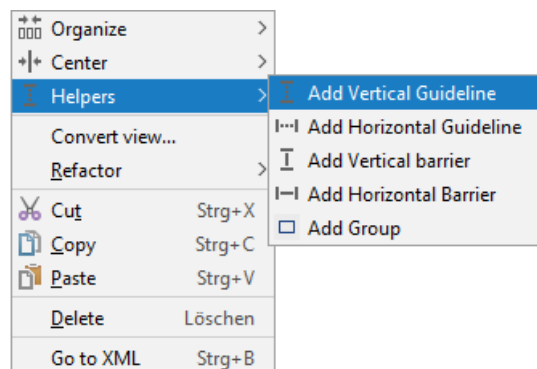 Organize
Center
Helpers
Add Vertical Guideline
Add Horizontal Guideline
Add Vertical barrier
Add Horizontal Barrier
Add Group
Convert view...
Refactor
Cut Strg+X
Copy Strg+C
Paste Strg+V
Delete Löschen
Go to XML Strg+B